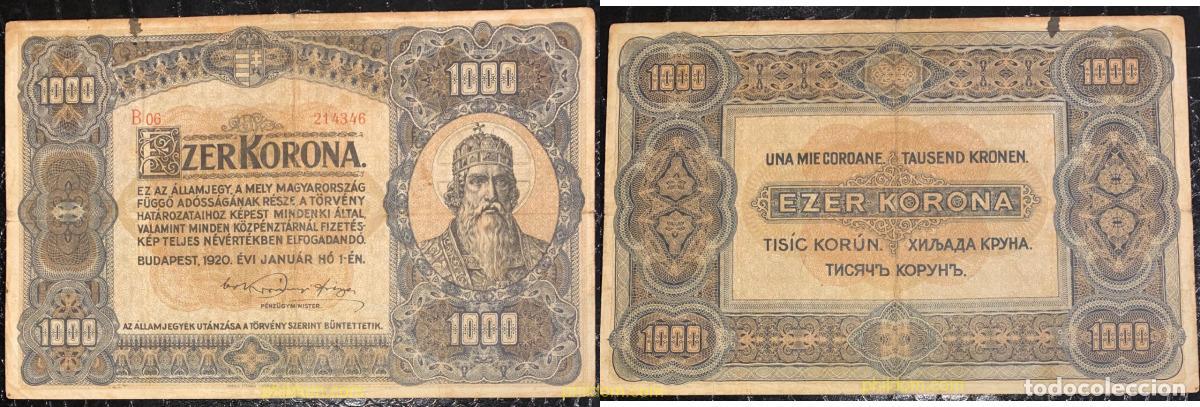 1000
1000
B 06 214346
EZER KORONA.
EZ AZ ÁLLAMJEGY, A MELY MAGYARORSZÁG
FÜGGŐ ADÓSSÁGÁNAK RÉSZE, A TÖRVÉNY
HATÁROZATAIHOZ KÉPEST MINDENKI ÁLTAL,
VALAMINT MINDEN KÖZPÉNZTÁRNÁL FIZETÉS-
KÉP TELJES NÉVÉRTÉKBEN ELFOGADANDÓ.
BUDAPEST, 1920. ÉVI JANUÁR HÓ 1-ÉN.
PÉNZÜGYMINISTER.
1000
1000
AZ ÁLLAMJEGYEK UTÁNZÁSA A TÖRVÉNY SZERINT BÜNTETTETIK.
philatom.com
1000
1000
UNA MIE COROANE. TAUSEND KRONEN.
EZER KORONA
TISÍC KORÚN. ХИЉАДА КРУНА.
ТИСЯЧЪ КОРУНЪ.
1000
1000
todocoleccion